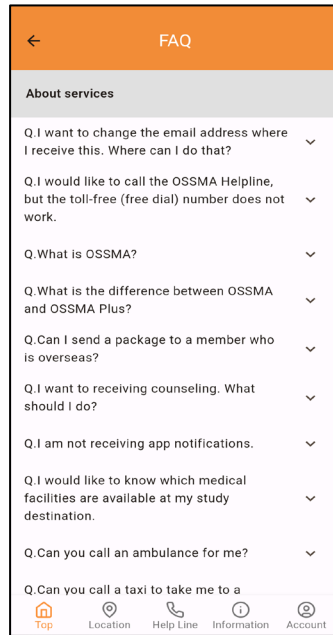 FAQ
About services
Q.I want to change the email address where
I receive this. Where can I do that?
Q.I would like to call the OSSMA Helpline,
but the toll-free (free dial) number does not
work.
Q.What is OSSMA?
Q.What is the difference between OSSMA
and OSSMA Plus?
Q.Can I send a package to a member who
is overseas?
Q.I want to receiving counseling. What
should I do?
Q.I am not receiving app notifications.
Q.I would like to know which medical
facilities are available at my study
destination.
Q.Can you call an ambulance for me?
Q.Can you call a taxi to take me to a
Top
Location
Help Line
Information
Account